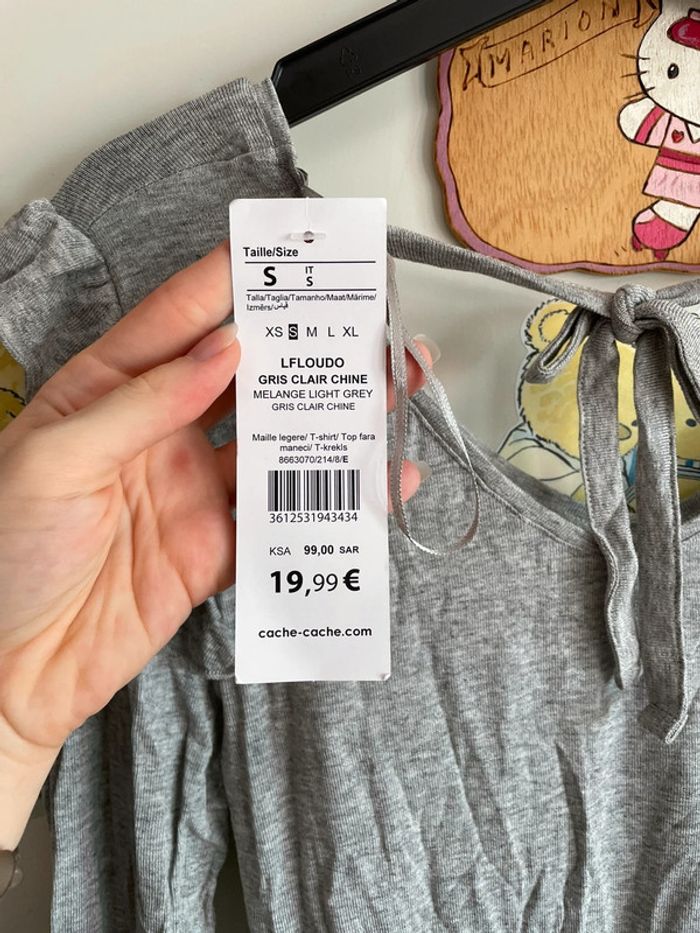 MARION
Taille/Size
S
IT
S
Talla/Taglia/Tamanho/Maat/Mărime/
Izmērs/قياس
XS S M L XL
LFLOUDO
GRIS CLAIR CHINE
MELANGE LIGHT GREY
GRIS CLAIR CHINE
Maille legere/ T-shirt/ Top fara
maneci/ T-krekls
8663070/214/8/E
3612531943434
KSA 99,00 SAR
19,99 €
cache-cache.com